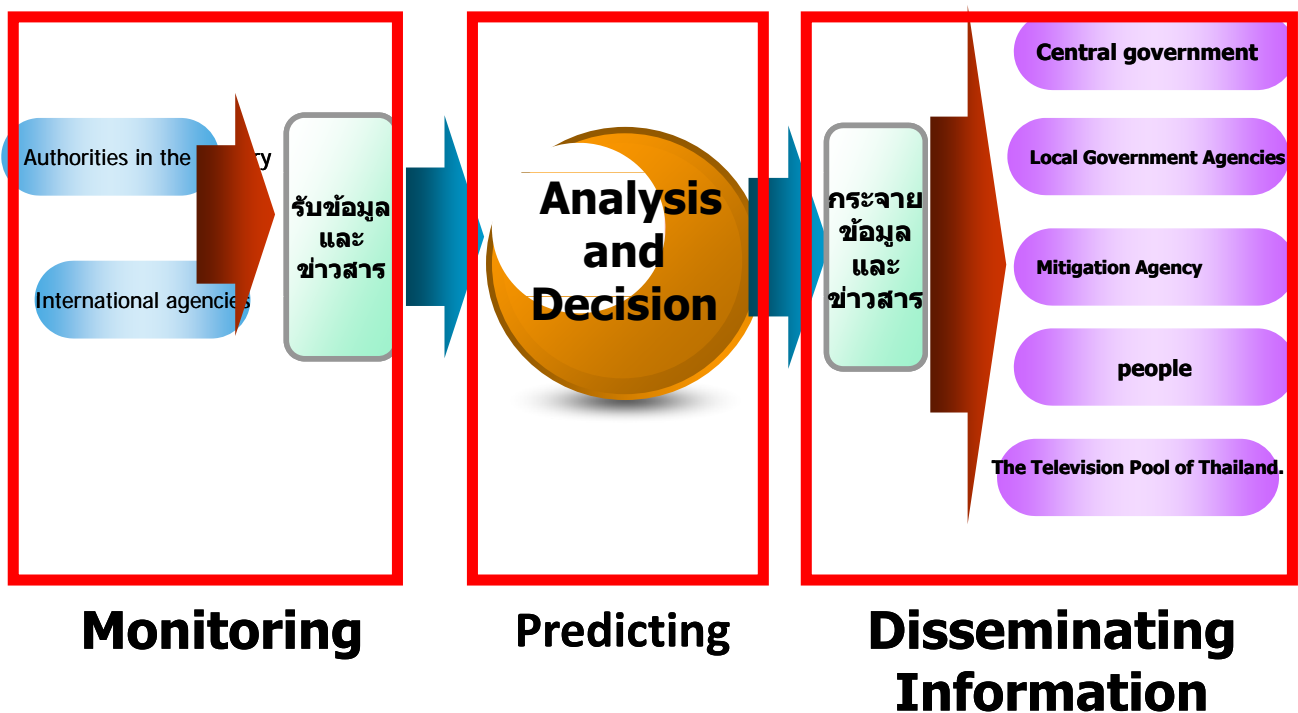 Authorities in the ry
International agencies
รับข้อมูล
และ
ข่าวสาร
Analysis
and
Decision
กระจาย
ข้อมูล
และ
ข่าวสาร
Central government
Local Government Agencies
Mitigation Agency
people
The Television Pool of Thailand.
Monitoring
Predicting
Disseminating
Information